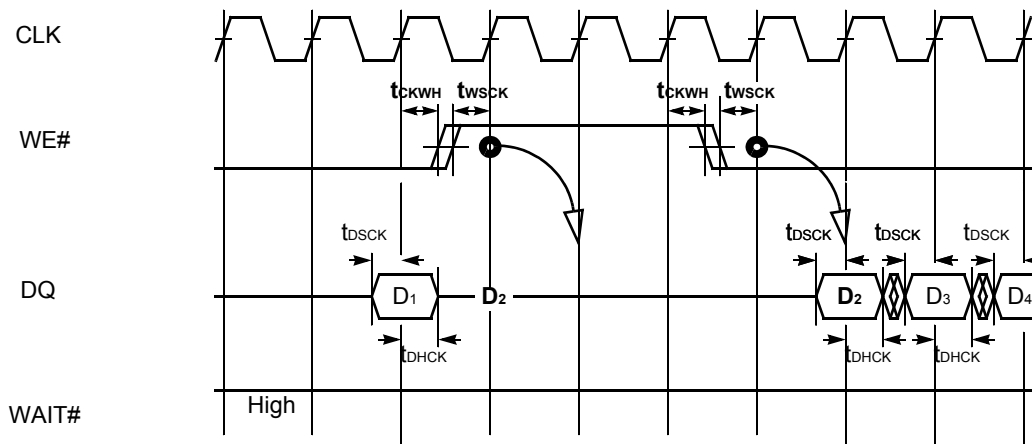 CLK
tCKWH tWSCK tCKWH tWSCK
WE#
tDSCK tDSCK tDSCK tDSCK
DQ D1 D2 D2 D3 D4
tDHCK tDHCK tDHCK
High
WAIT#